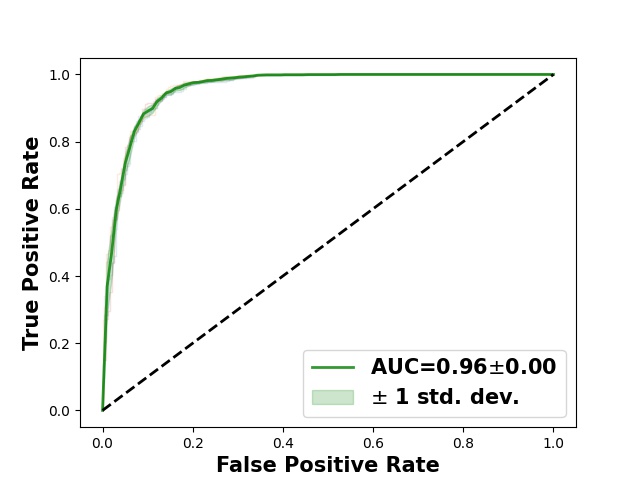 1.0
0.8
0.6
0.4
0.2
0.0
True Positive Rate
AUC=0.96±0.00
± 1 std. dev.
0.0 0.2 0.4 0.6 0.8 1.0
False Positive Rate